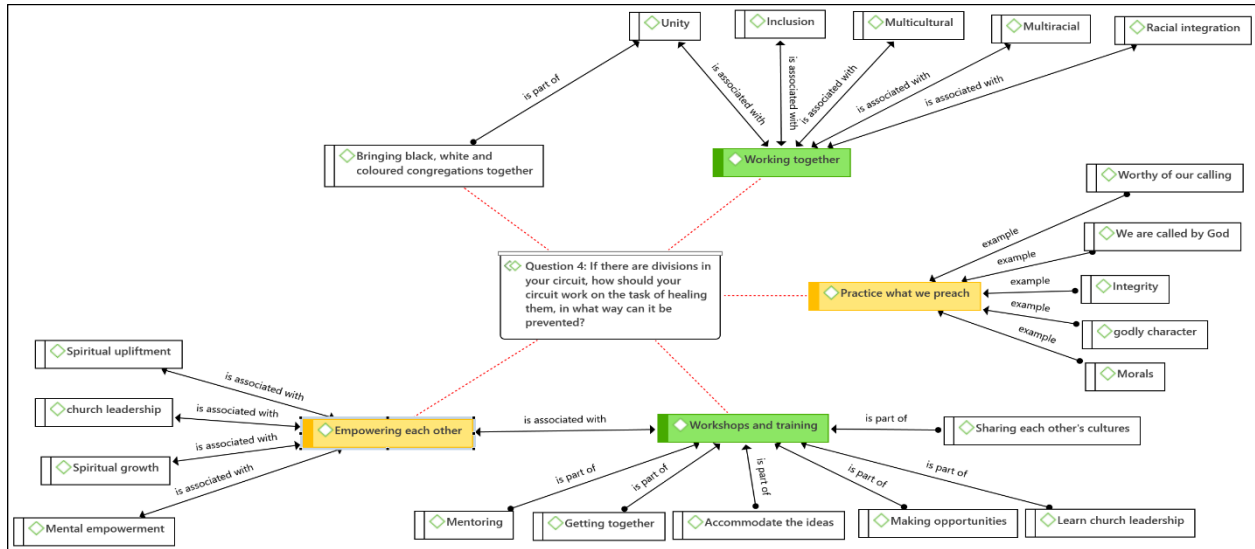 Unity
Inclusion
Multicultural
Multiracial
Racial integration
is part of
is associated with
is associated with
is associated with
is associated with
is associated with
Bringing black, white and
coloured congregations together
Working together
Worthy of our calling
We are called by God
Integrity
godly character
Morals
example
example
example
example
example
Practice what we preach
Question 4: If there are divisions in
your circuit, how should your
circuit work on the task of healing
them, in what way can it be
prevented?
Spiritual upliftment
church leadership
Spiritual growth
Mental empowerment
is associated with
is associated with
is associated with
is associated with
Empowering each other
is associated with
Workshops and training
is part of
Sharing each other's cultures
is part of
is part of
is part of
is part of
is part of
Mentoring
Getting together
Accommodate the ideas
Making opportunities
Learn church leadership